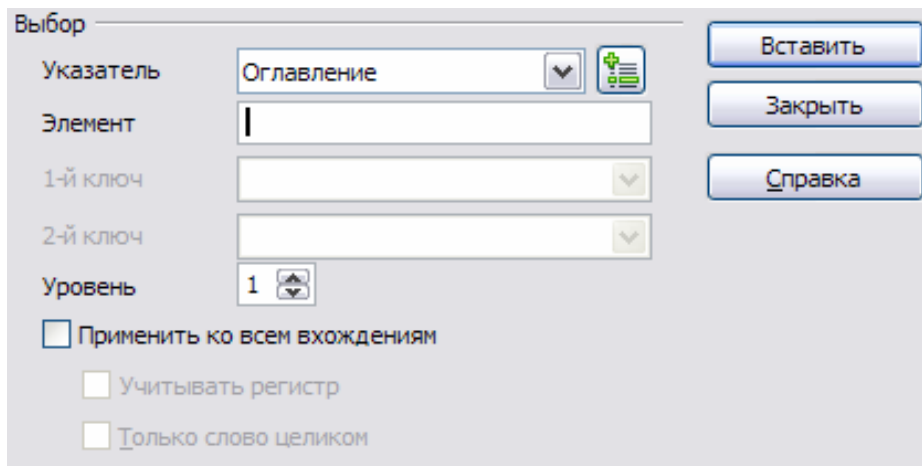 Выбор
Указатель Оглавление
Элемент
1-й ключ
2-й ключ
Уровень 1
Применить ко всем вхождениям
Учитывать регистр
Только слово целиком
Вставить
Закрыть
Справка